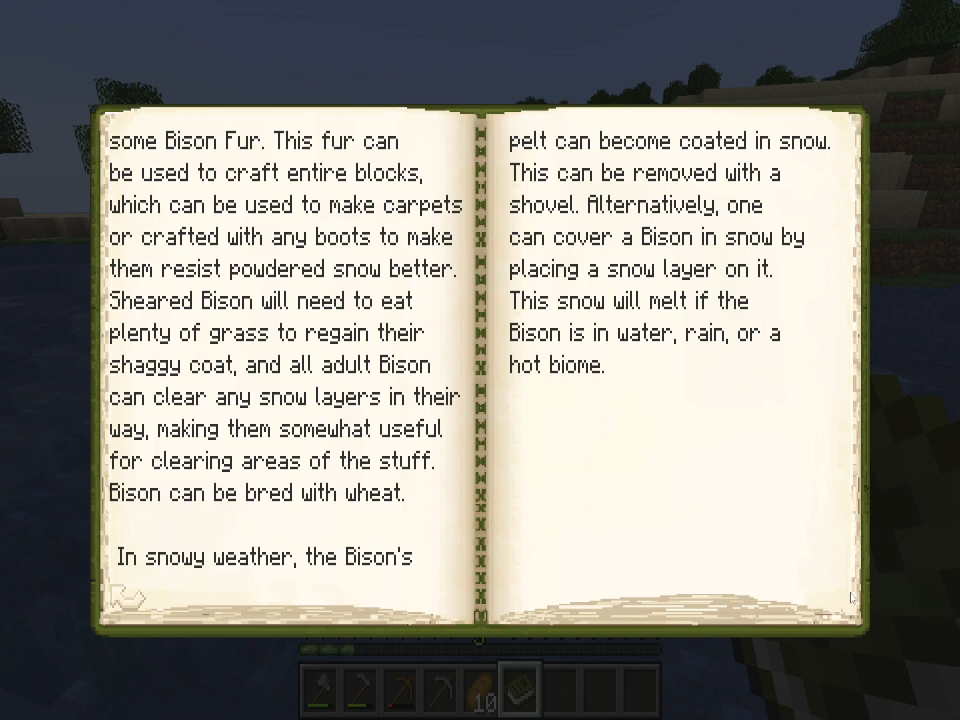 some Bison Fur. This fur can
be used to craft entire blocks,
which can be used to make carpets
or crafted with any boots to make
them resist powdered snow better.
Sheared Bison will need to eat
plenty of grass to regain their
shaggy coat, and all adult Bison
can clear any snow layers in their
way, making them somewhat useful
for clearing areas of the stuff.
Bison can be bred with wheat.
In snowy weather, the Bison's
pelt can become coated in snow.
This can be removed with a
shovel. Alternatively, one
can cover a Bison in snow by
placing a snow layer on it.
This snow will melt if the
Bison is in water, rain, or a
hot biome.
10